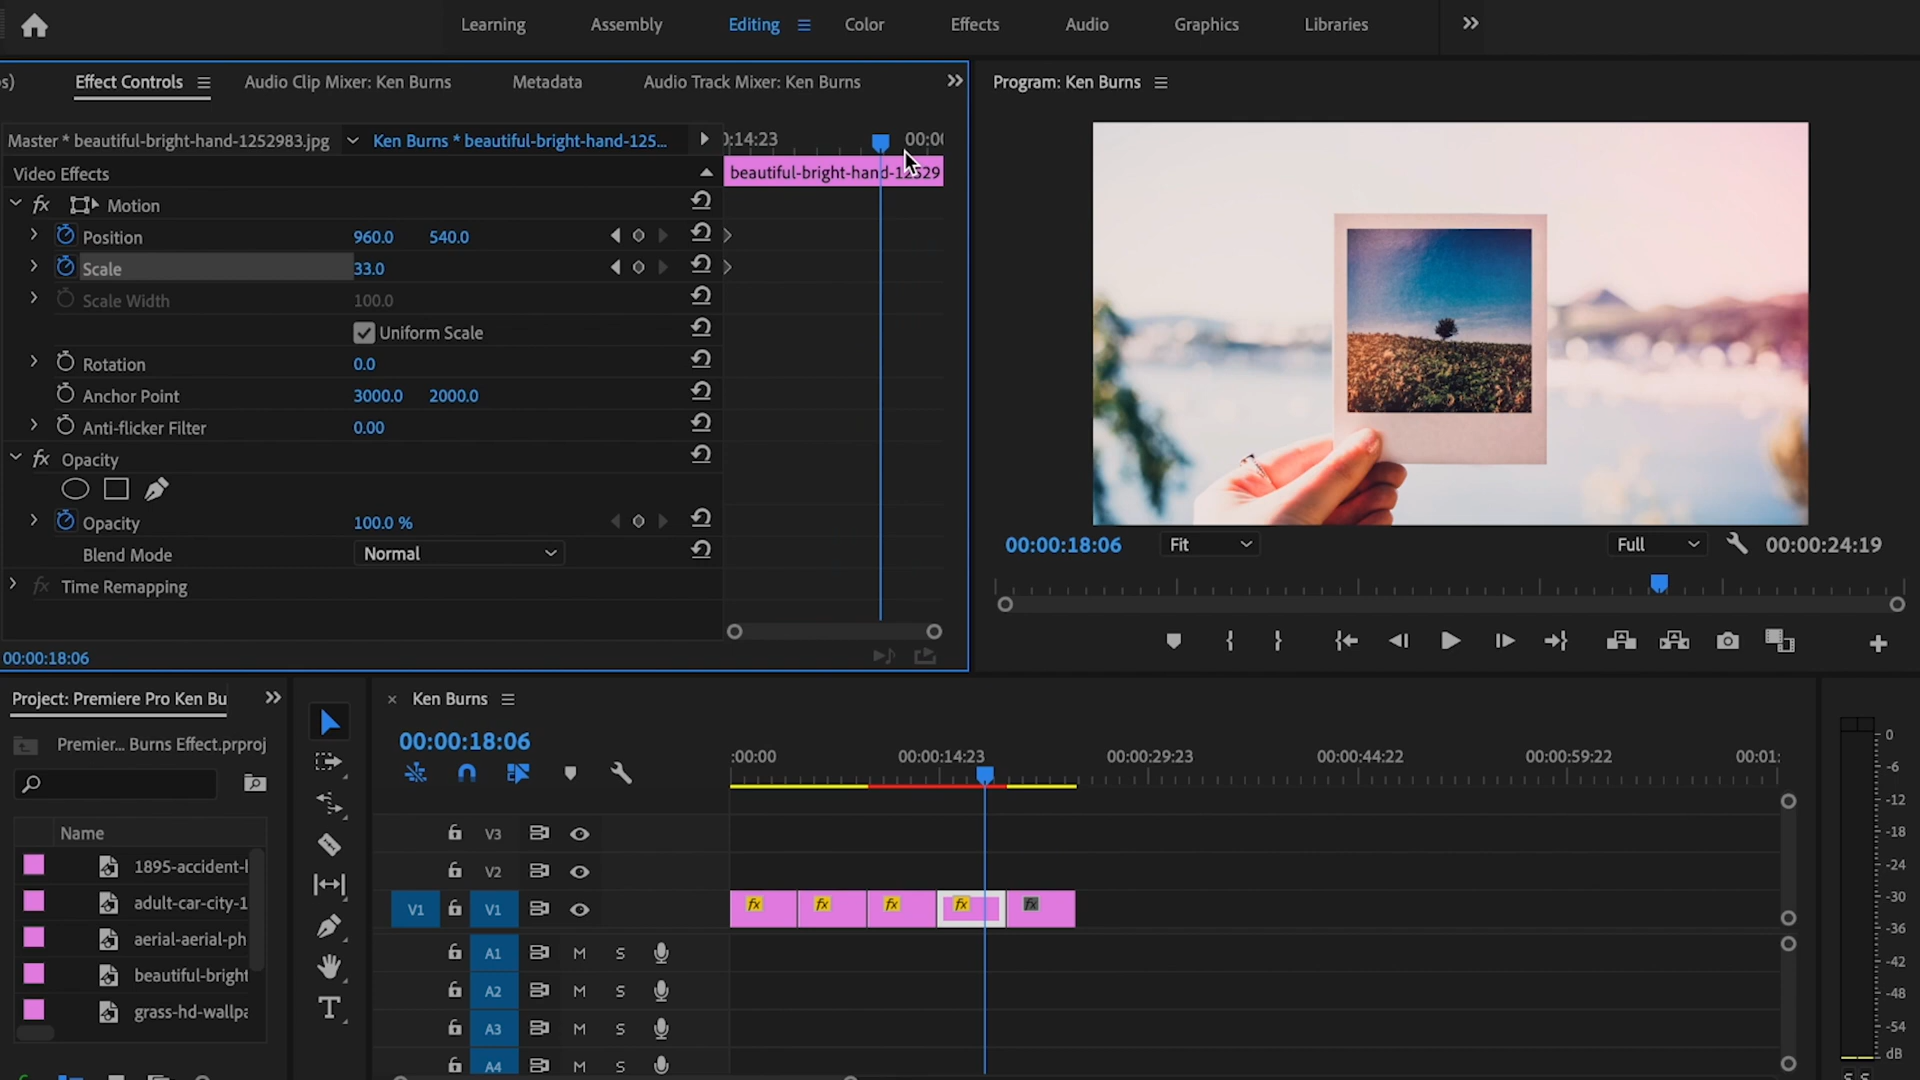 Learning Assembly Editing Color Effects Audio Graphics Libraries
s) Effect Controls Audio Clip Mixer: Ken Burns Metadata Audio Track Mixer: Ken Burns
Program: Ken Burns
Master * beautiful-bright-hand-1252983.jpg Ken Burns * beautiful-bright-hand-125...
:14:23 00:00
Video Effects
beautiful-bright-hand-12529
fx Motion
Position 960.0 540.0
Scale 33.0
Scale Width 100.0
Uniform Scale
Rotation 0.0
Anchor Point 3000.0 2000.0
Anti-flicker Filter 0.00
fx Opacity
Opacity 100.0 %
Blend Mode Normal
fx Time Remapping
00:00:18:06
00:00:18:06 Fit Full 00:00:24:19
Project: Premiere Pro Ken Bu
Premier... Burns Effect.prproj
Name
1895-accident-
adult-car-city-1
aerial-aerial-ph
beautiful-bright
grass-hd-wallpa
T
× Ken Burns
00:00:18:06
:00:00 00:00:14:23 00:00:29:23 00:00:44:22 00:00:59:22 00:01:
V3
V2
V1 V1 fx fx fx fx fx
A1 M S
A2 M S
A3 M S
A4 M S
0
-6
-12
-18
-24
-30
-36
-42
-48
-54
dB
S S